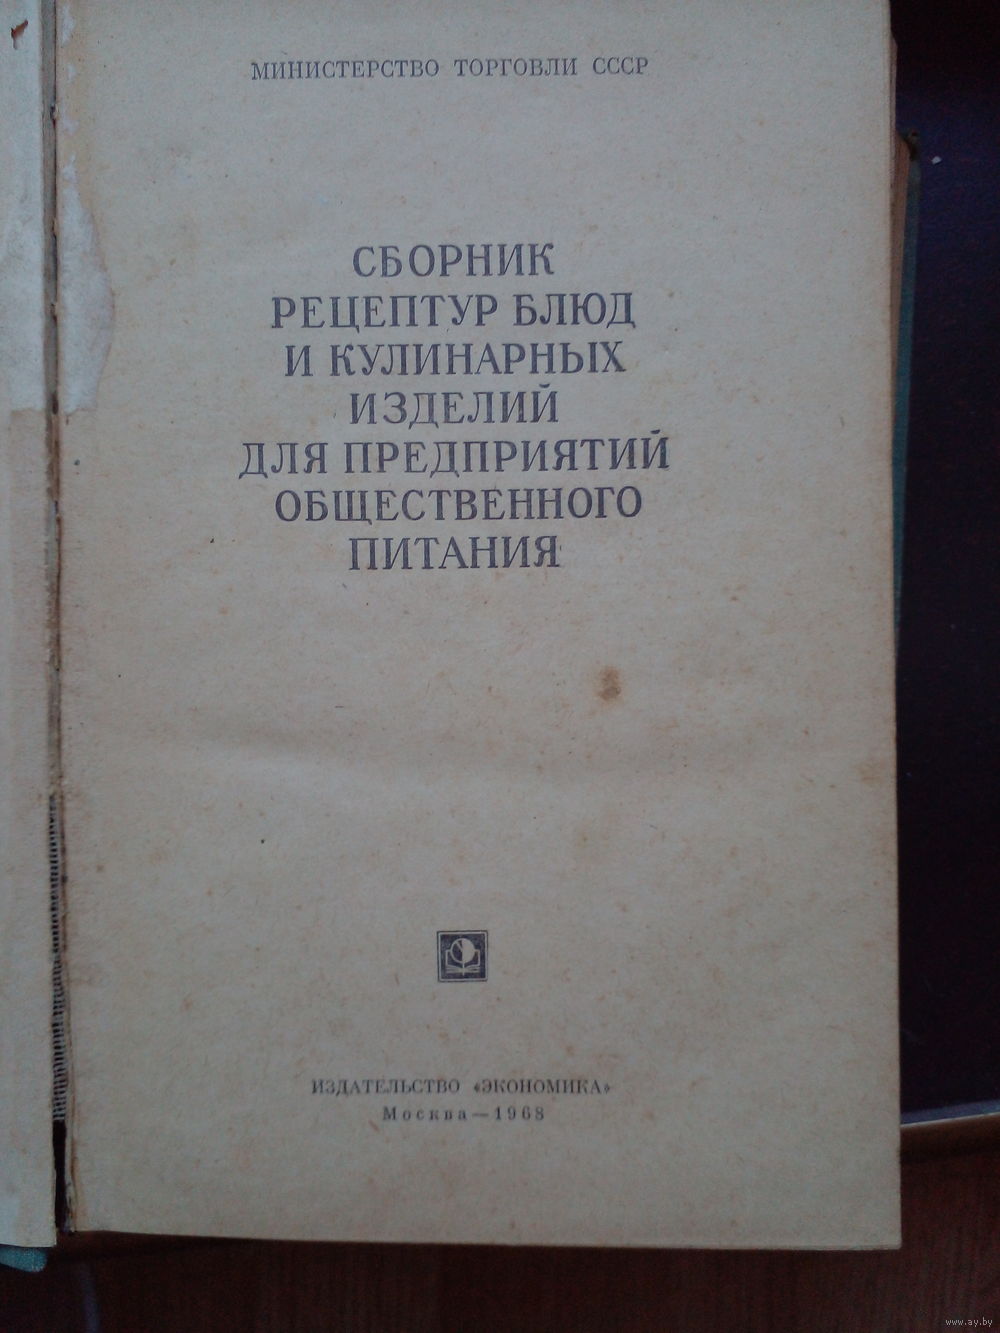 МИНИСТЕРСТВО ТОРГОВЛИ СССР
СБОРНИК
РЕЦЕПТУР БЛЮД
И КУЛИНАРНЫХ
ИЗДЕЛИЙ
ДЛЯ ПРЕДПРИЯТИЙ
ОБЩЕСТВЕННОГО
ПИТАНИЯ
ИЗДАТЕЛЬСТВО «ЭКОНОМИКА»
Москва—1968
www.ay.by